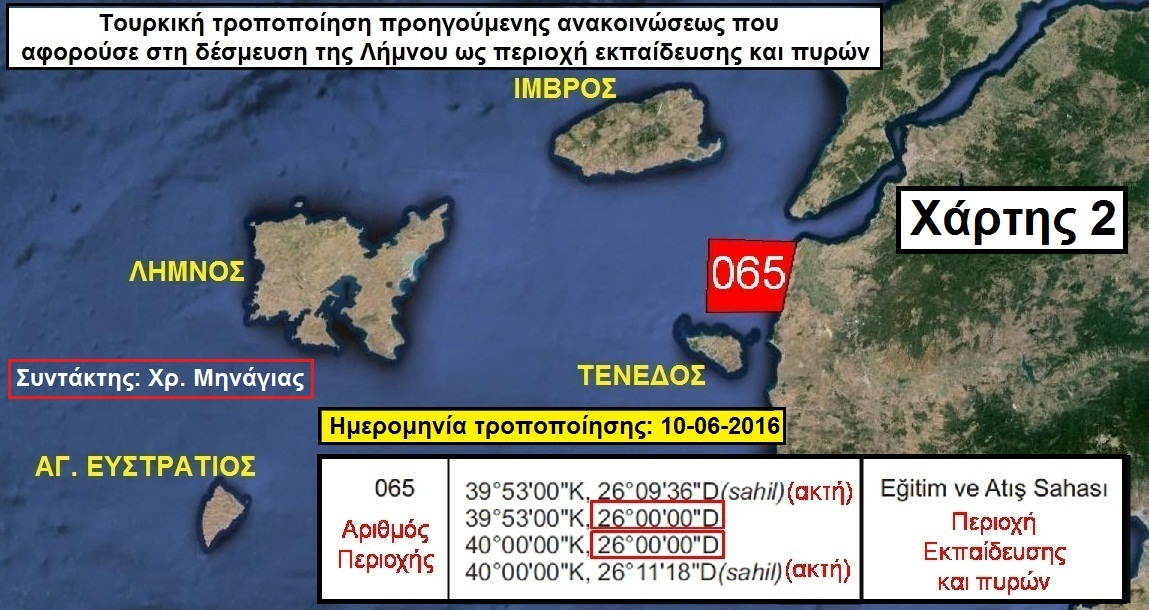 Τουρκική τροποποίηση προηγούμενης ανακοινώσεως που
αφορούσε στη δέσμευση της Λήμνου ως περιοχή εκπαίδευσης και πυρών
ΙΜΒΡΟΣ
Χάρτης 2
ΛΗΜΝΟΣ
065
Συντάκτης: Χρ. Μηνάγιας
ΤΕΝΕΔΟΣ
Ημερομηνία τροποποίησης: 10-06-2016
ΑΓ. ΕΥΣΤΡΑΤΙΟΣ
065
Αριθμός
Περιοχής
39°53'00"K, 26°09'36"D(sahil) (ακτή)
39°53'00"K, 26°00'00"D
40°00'00"K, 26°00'00"D
40°00'00"K, 26°11'18"D(sahil) (ακτή)
Eğitim ve Atış Sahası
Περιοχή
Εκπαίδευσης
και πυρών